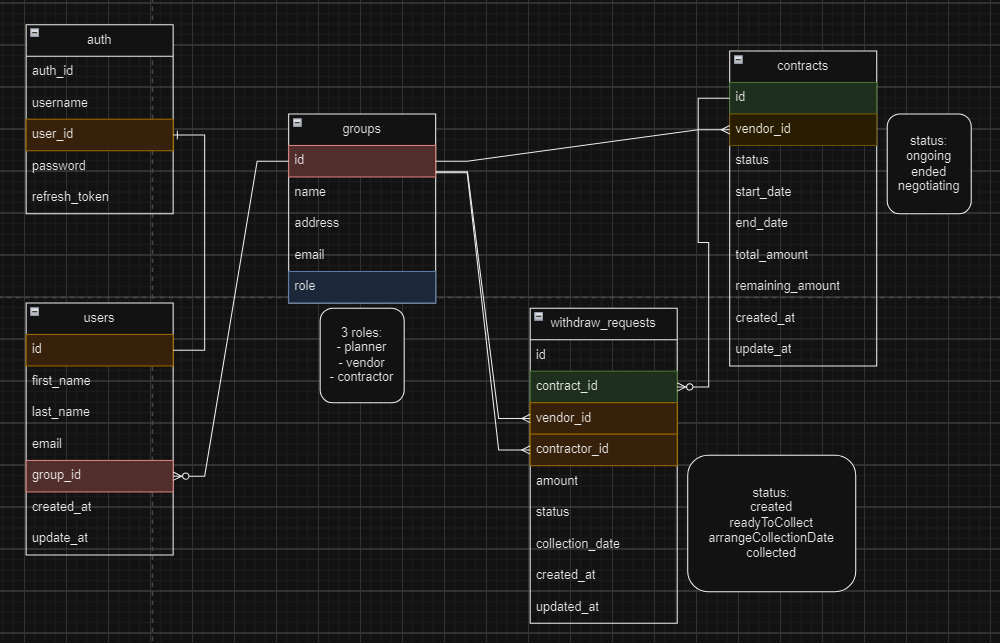 auth
auth_id
username
user_id
password
refresh_token
users
id
first_name
last_name
email
group_id
created_at
update_at
groups
id
name
address
email
role
3 roles:
- planner
- vendor
- contractor
contracts
id
vendor_id
status
start_date
end_date
total_amount
remaining_amount
created_at
update_at
status:
ongoing
ended
negotiating
withdraw_requests
id
contract_id
vendor_id
contractor_id
amount
status
collection_date
created_at
updated_at
status:
created
readyToCollect
arrangeCollectionDate
collected